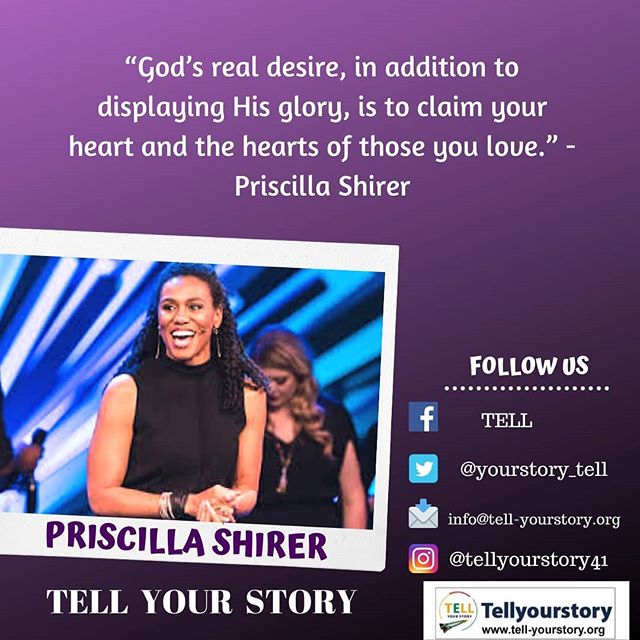 “God’s real desire, in addition to
displaying His glory, is to claim your
heart and the hearts of those you love.” -
Priscilla Shirer
PRISCILLA SHIRER
TELL YOUR STORY
FOLLOW US
TELL
@yourstory_tell
info@tell-yourstory.org
@tellyourstory41
TELL
YOUR STORY
Tellyourstory
www.tell-yourstory.org